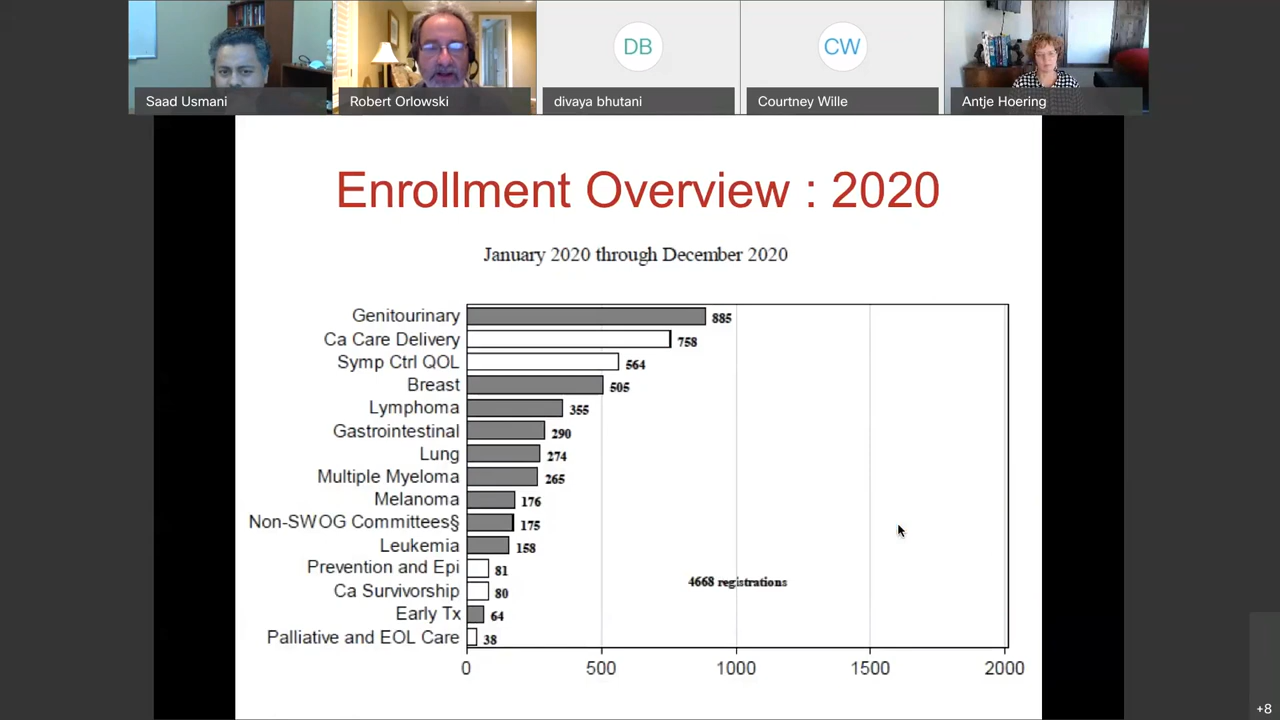 DB
CW
Saad Usmani
Robert Orlowski
divaya bhutani
Courtney Wille
Antje Hoering
Enrollment Overview : 2020
January 2020 through December 2020
Genitourinary 885
Ca Care Delivery 758
Symp Ctrl QOL 564
Breast 505
Lymphoma 355
Gastrointestinal 290
Lung 274
Multiple Myeloma 265
Melanoma 176
Non-SWOG Committees§ 175
Leukemia 158
Prevention and Epi 81
4668 registrations
Ca Survivorship 80
Early Tx 64
Palliative and EOL Care 38
0 500 1000 1500 2000
+8